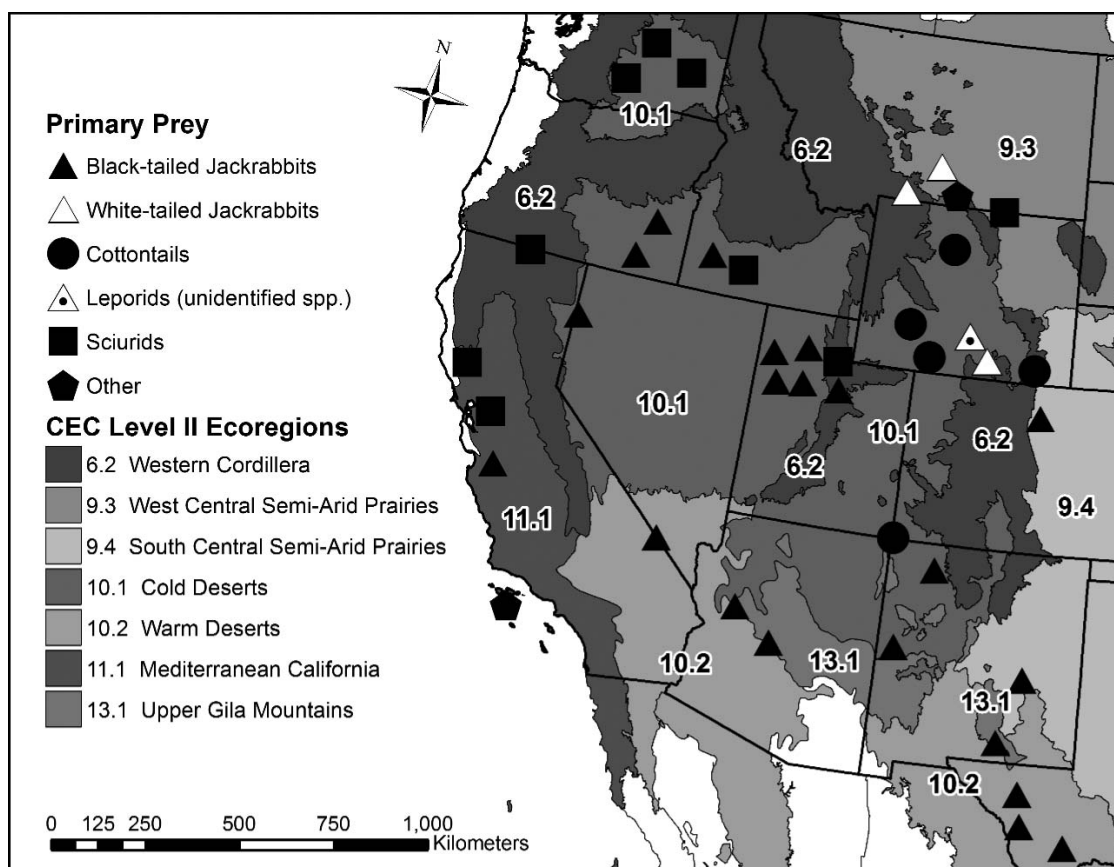 N
Primary Prey
Black-tailed Jackrabbits
White-tailed Jackrabbits
Cottontails
Leporids (unidentified spp.)
Sciurids
Other
CEC Level II Ecoregions
6.2 Western Cordillera
9.3 West Central Semi-Arid Prairies
9.4 South Central Semi-Arid Prairies
10.1 Cold Deserts
10.2 Warm Deserts
11.1 Mediterranean California
13.1 Upper Gila Mountains
0 125 250 500 750 1,000
Kilometers
10.1
6.2
9.3
6.2
10.1
10.1
6.2
6.2
9.4
11.1
10.2
13.1
13.1
10.2